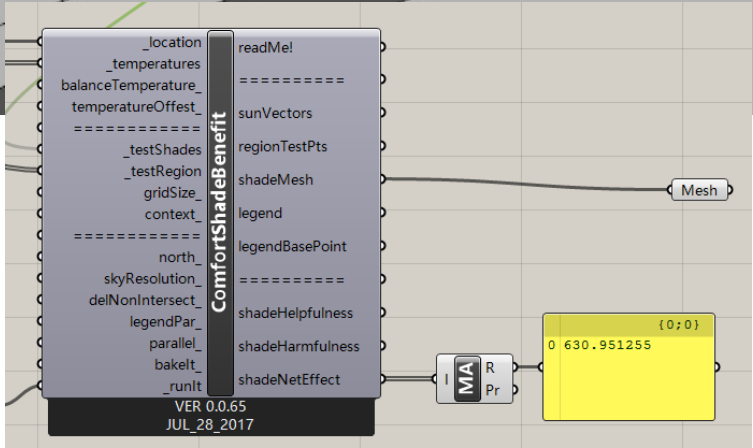 _location
_temperatures
balanceTemperature_
temperatureOffest_
============
_testShades
_testRegion
gridSize_
context_
============
north_
skyResolution_
delNonIntersect_
legendPar_
parallel_
bakeIt_
_runIt
ComfortShadeBenefit
readMe!
==========
sunVectors
regionTestPts
shadeMesh
legend
legendBasePoint
==========
shadeHelpfulness
shadeHarmfulness
shadeNetEffect
VER 0.0.65
JUL_28_2017
Mesh
I
MA
R
Pr
{0;0}
0 630.951255